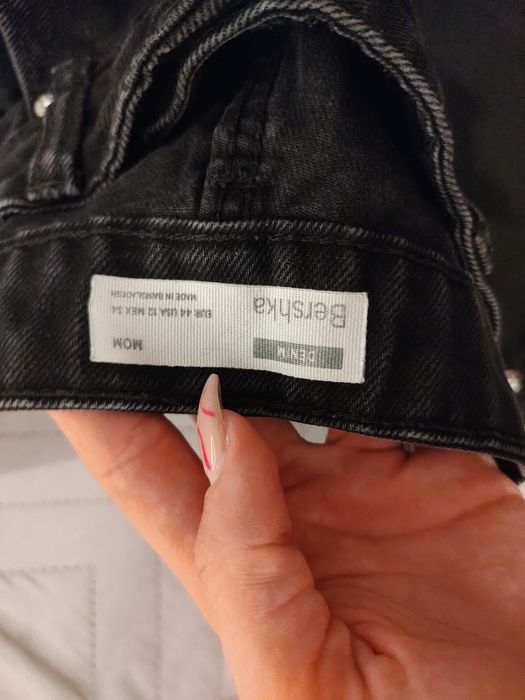 DENIM
Bershka
MOM
EUR 44 USA 12 MEX 34
MADE IN BANGLADESH